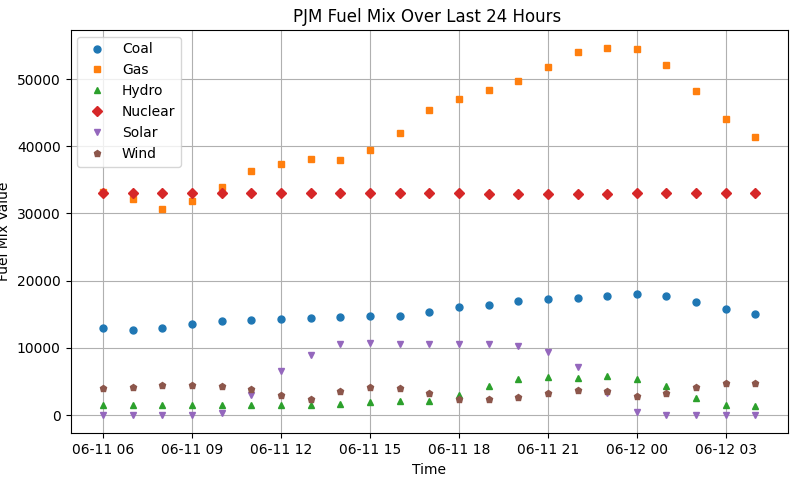 PJM Fuel Mix Over Last 24 Hours
Coal
Gas
Hydro
Nuclear
Solar
Wind
50000
40000
30000
20000
10000
0
Fuel Mix Value
06-11 06 06-11 09 06-11 12 06-11 15 06-11 18 06-11 21 06-12 00 06-12 03
Time